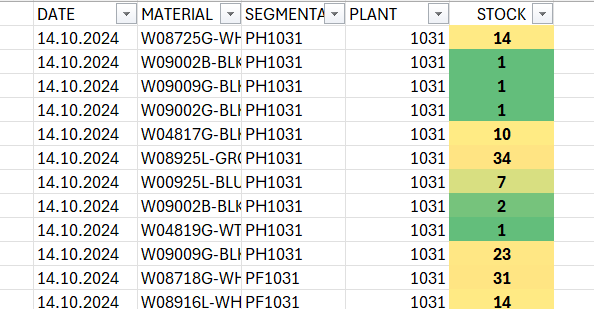 DATE MATERIAL SEGMENTA PLANT STOCK
14.10.2024 W08725G-WH PH1031 1031 14
14.10.2024 W09002B-BLK PH1031 1031 1
14.10.2024 W09009G-BLK PH1031 1031 1
14.10.2024 W09002G-BLK PH1031 1031 1
14.10.2024 W04817G-BLK PH1031 1031 10
14.10.2024 W08925L-GRO PH1031 1031 34
14.10.2024 W00925L-BLU PH1031 1031 7
14.10.2024 W09002B-BLK PH1031 1031 2
14.10.2024 W04819G-WT PH1031 1031 1
14.10.2024 W09009G-BLK PH1031 1031 23
14.10.2024 W08718G-WH PF1031 1031 31
14.10.2024 W08916L-WH PF1031 1031 14